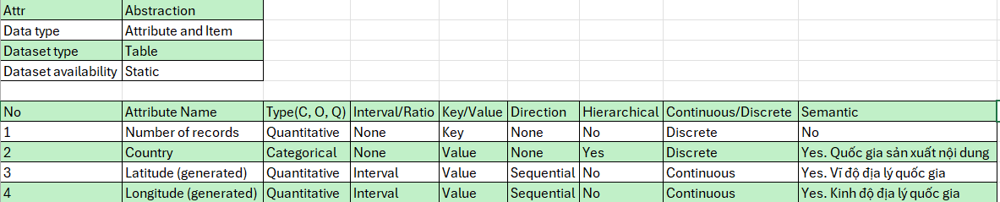 Attr Abstraction
Data type Attribute and Item
Dataset type Table
Dataset availability Static
No Attribute Name Type(C, O, Q) Interval/Ratio Key/Value Direction Hierarchical Continuous/Discrete Semantic
1 Number of records Quantitative None Key None No Discrete No
2 Country Categorical None Value None Yes Discrete Yes. Quốc gia sản xuất nội dung
3 Latitude (generated) Quantitative Interval Value Sequential No Continuous Yes. Vĩ độ địa lý quốc gia
4 Longitude (generated) Quantitative Interval Value Sequential No Continuous Yes. Kinh độ địa lý quốc gia